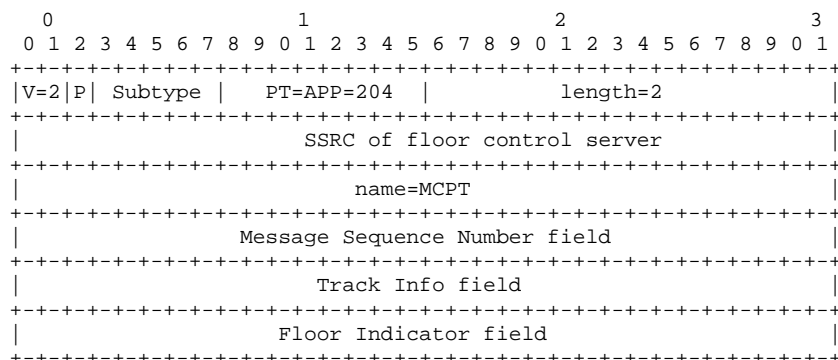 0                   1                   2                   3
0 1 2 3 4 5 6 7 8 9 0 1 2 3 4 5 6 7 8 9 0 1 2 3 4 5 6 7 8 9 0 1
+-+-+-+-+-+-+-+-+-+-+-+-+-+-+-+-+-+-+-+-+-+-+-+-+-+-+-+-+-+-+-+-+
|V=2|P| Subtype |   PT=APP=204  |          length=2             |
+-+-+-+-+-+-+-+-+-+-+-+-+-+-+-+-+-+-+-+-+-+-+-+-+-+-+-+-+-+-+-+-+
|                      SSRC of floor control server             |
+-+-+-+-+-+-+-+-+-+-+-+-+-+-+-+-+-+-+-+-+-+-+-+-+-+-+-+-+-+-+-+-+
|                          name=MCPT                            |
+-+-+-+-+-+-+-+-+-+-+-+-+-+-+-+-+-+-+-+-+-+-+-+-+-+-+-+-+-+-+-+-+
|                 Message Sequence Number field                 |
+-+-+-+-+-+-+-+-+-+-+-+-+-+-+-+-+-+-+-+-+-+-+-+-+-+-+-+-+-+-+-+-+
|                       Track Info field                        |
+-+-+-+-+-+-+-+-+-+-+-+-+-+-+-+-+-+-+-+-+-+-+-+-+-+-+-+-+-+-+-+-+
|                    Floor Indicator field                      |
+-+-+-+-+-+-+-+-+-+-+-+-+-+-+-+-+-+-+-+-+-+-+-+-+-+-+-+-+-+-+-+-+